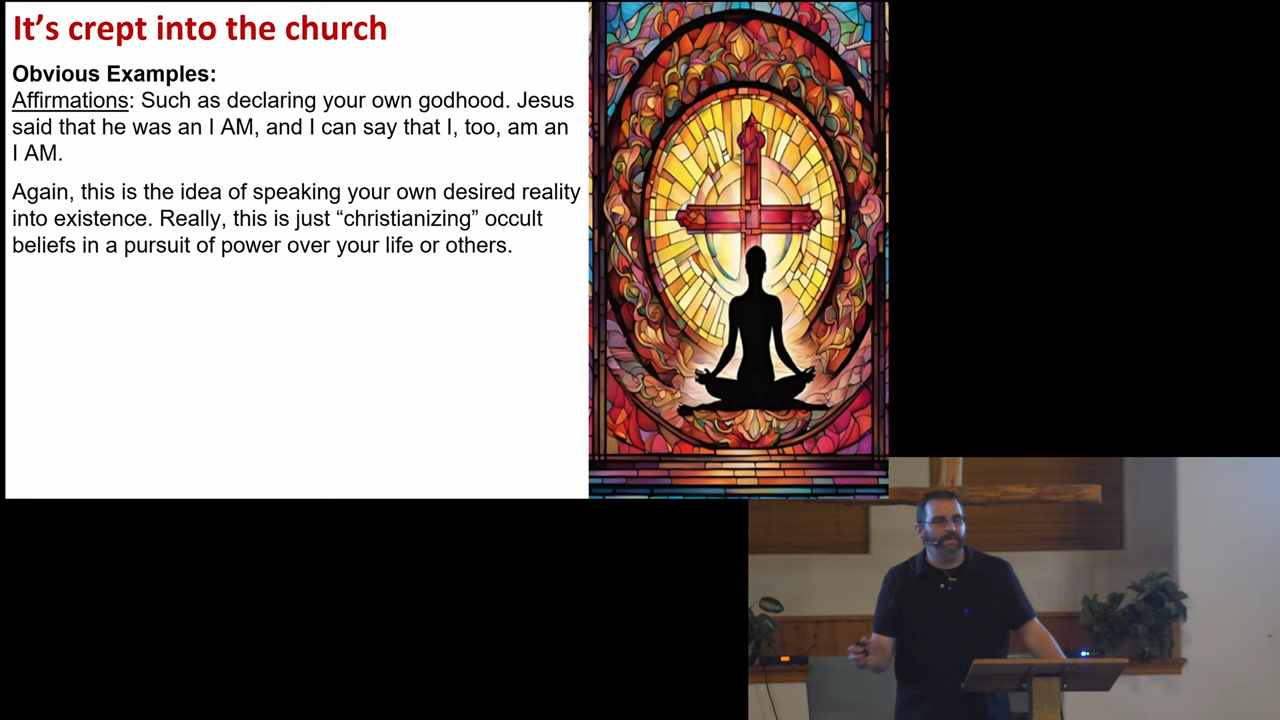 It’s crept into the church
Obvious Examples:
Affirmations: Such as declaring your own godhood. Jesus
said that he was an I AM, and I can say that I, too, am an
I AM.
Again, this is the idea of speaking your own desired reality
into existence. Really, this is just “christianizing” occult
beliefs in a pursuit of power over your life or others.